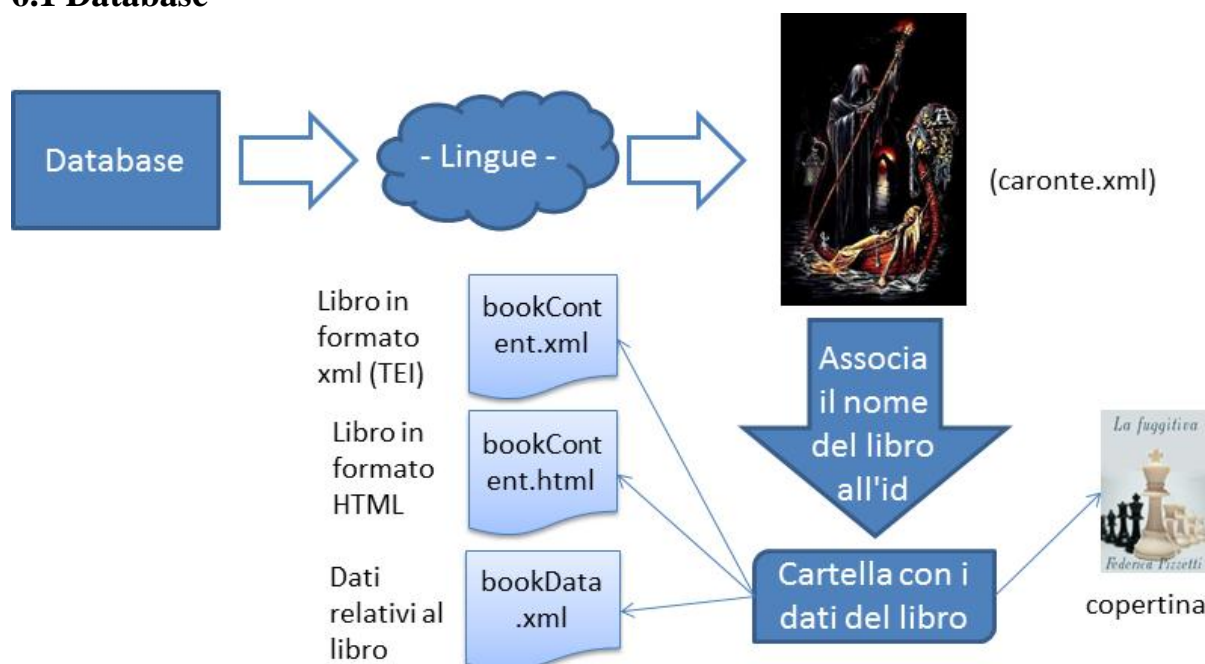 6.1 Database
Database
- Lingue -
(caronte.xml)
Libro in
formato
xml (TEI)
bookCont
ent.xml
Associa
il nome
del libro
all'id
Libro in
formato
HTML
bookCont
ent.html
La fuggitiva
Federica Pizzetti
copertina
Dati
relativi al
libro
bookData
.xml
Cartella con i
dati del libro